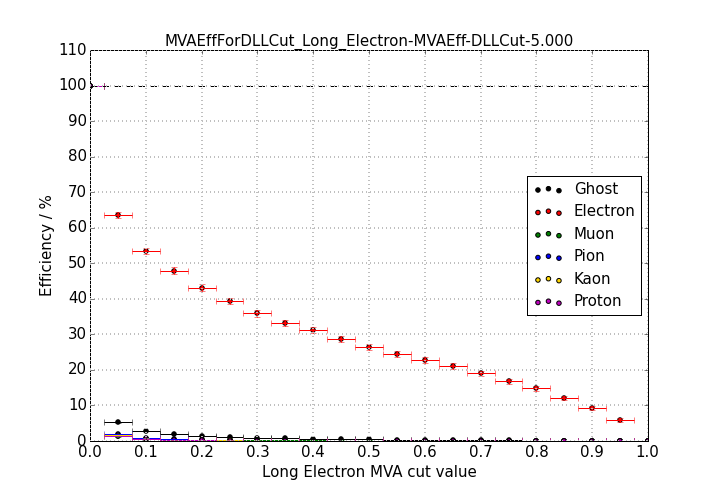 MVAEffForDLLCut_Long_Electron-MVAEff-DLLCut-5.000
110
100
90
80
70
60
50
40
30
20
10
0
Efficiency / %
Ghost
Electron
Muon
Pion
Kaon
Proton
0.0 0.1 0.2 0.3 0.4 0.5 0.6 0.7 0.8 0.9 1.0
Long Electron MVA cut value